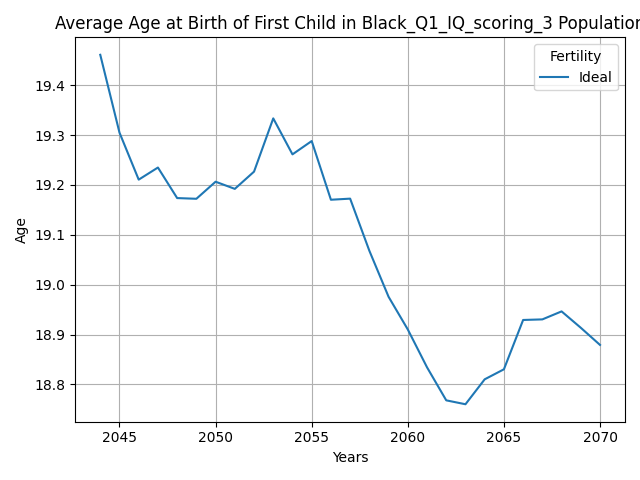 Average Age at Birth of First Child in Black_Q1_IQ_scoring_3 Population
Fertility
Ideal
19.4
19.3
19.2
19.1
19.0
18.9
18.8
Age
2045 2050 2055 2060 2065 2070
Years